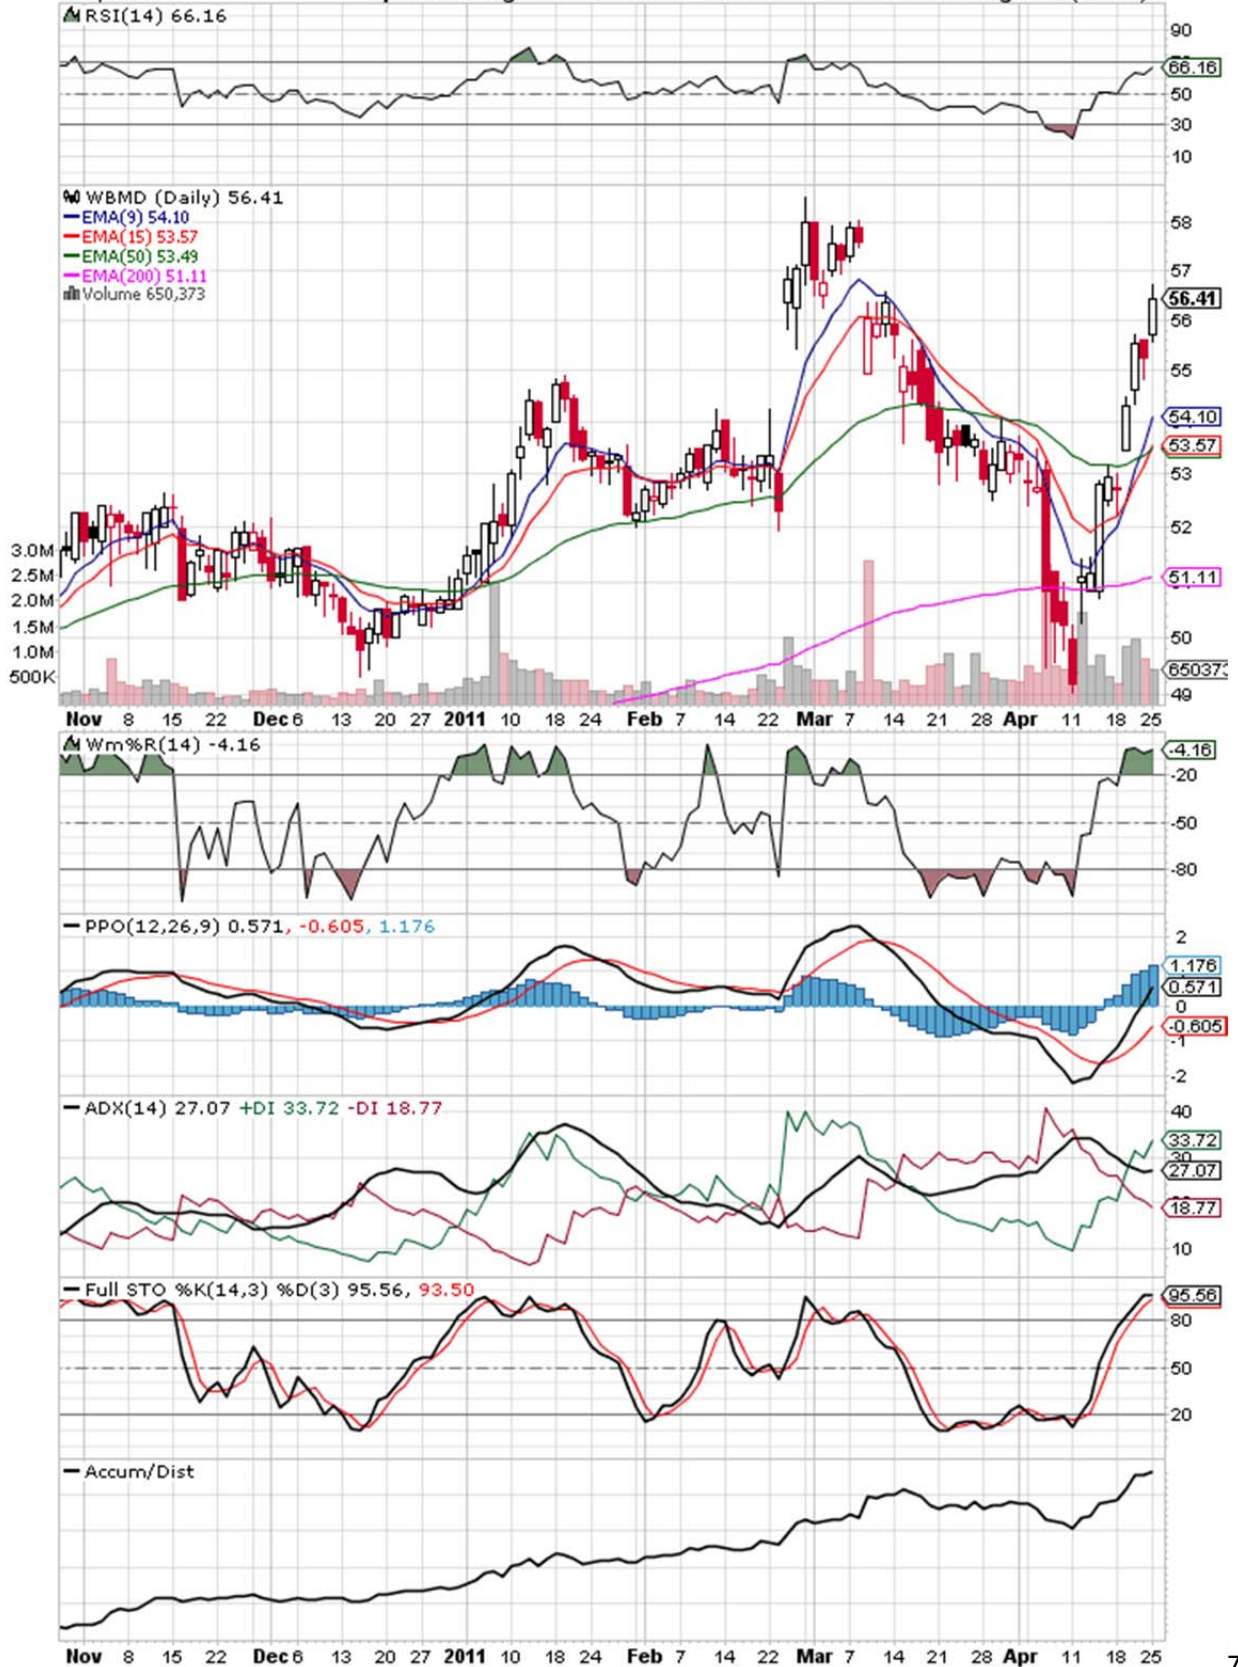 RSI(14) 66.16
90
66.16
50
30
10
WBMD (Daily) 56.41
EMA(9) 54.10
EMA(15) 53.57
EMA(50) 53.49
EMA(200) 51.11
Volume 650,373
58
57
56.41
56
55
54.10
53.57
53
52
51.11
50
650373
49
3.0M
2.5M
2.0M
1.5M
1.0M
500K
Nov 8 15 22 Dec 6 13 20 27 2011 10 18 24 Feb 7 14 22 Mar 7 14 21 28 Apr 11 18 25
Wm%R(14) -4.16
-4.16
-20
-50
-80
PPO(12,26,9) 0.571, -0.605, 1.176
2
1.176
0.571
0
-0.605
-1
-2
ADX(14) 27.07 +DI 33.72 -DI 18.77
40
33.72
30
27.07
18.77
10
Full STO %K(14,3) %D(3) 95.56, 93.50
95.56
80
50
20
Accum/Dist
Nov 8 15 22 Dec 6 13 20 27 2011 10 18 24 Feb 7 14 22 Mar 7 14 21 28 Apr 11 18 25